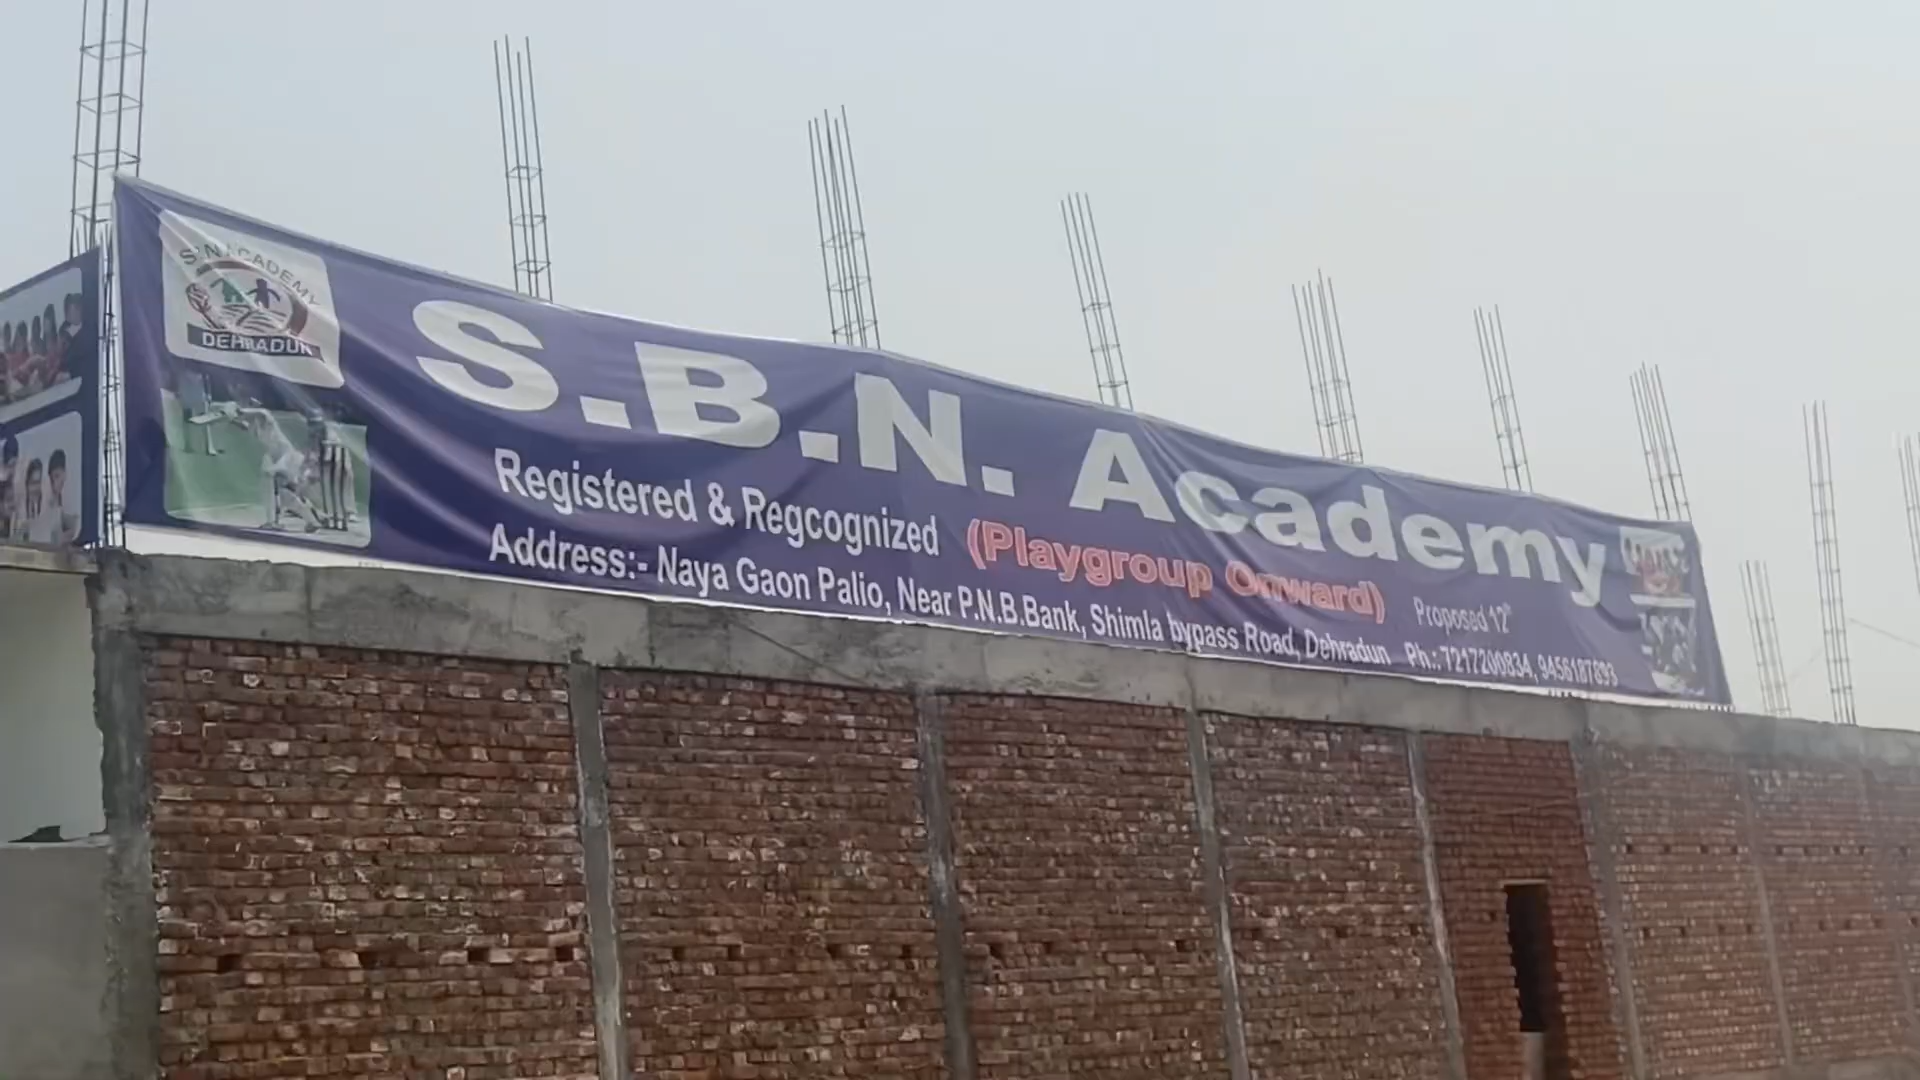 S.B.N. ACADEMY
DEHRADUN
S.B.N. Academy
Registered & Regcognized (Playgroup Onward) Proposed 12th
Address:- Naya Gaon Palio, Near P.N.B.Bank, Shimla bypass Road, Dehradun Ph.: 7217200834, 9456187893